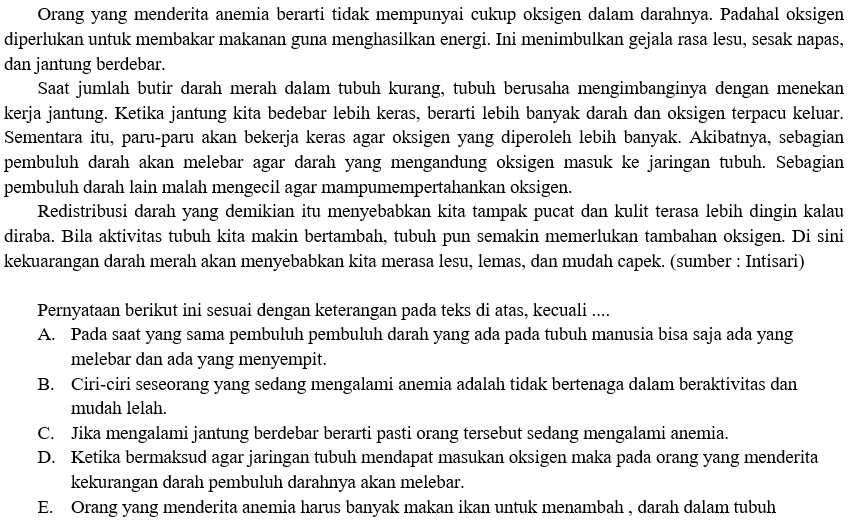 Orang yang menderita anemia berarti tidak mempunyai cukup oksigen dalam darahnya. Padahal oksigen
diperlukan untuk membakar makanan guna menghasilkan energi. Ini menimbulkan gejala rasa lesu, sesak napas,
dan jantung berdebar.
Saat jumlah butir darah merah dalam tubuh kurang, tubuh berusaha mengimbanginya dengan menekan
kerja jantung. Ketika jantung kita bedebar lebih keras, berarti lebih banyak darah dan oksigen terpacu keluar.
Sementara itu, paru-paru akan bekerja keras agar oksigen yang diperoleh lebih banyak. Akibatnya, sebagian
pembuluh darah akan melebar agar darah yang mengandung oksigen masuk ke jaringan tubuh. Sebagian
pembuluh darah lain malah mengecil agar mampumempertahankan oksigen.
Redistribusi darah yang demikian itu menyebabkan kita tampak pucat dan kulit terasa lebih dingin kalau
diraba. Bila aktivitas tubuh kita makin bertambah, tubuh pun semakin memerlukan tambahan oksigen. Di sini
kekuarangan darah merah akan menyebabkan kita merasa lesu, lemas, dan mudah capek. (sumber : Intisari)
Pernyataan berikut ini sesuai dengan keterangan pada teks di atas, kecuali ....
A. Pada saat yang sama pembuluh pembuluh darah yang ada pada tubuh manusia bisa saja ada yang
melebar dan ada yang menyempit.
B. Ciri-ciri seseorang yang sedang mengalami anemia adalah tidak bertenaga dalam beraktivitas dan
mudah lelah.
C. Jika mengalami jantung berdebar berarti pasti orang tersebut sedang mengalami anemia.
D. Ketika bermaksud agar jaringan tubuh mendapat masukan oksigen maka pada orang yang menderita
kekurangan darah pembuluh darahnya akan melebar.
E. Orang yang menderita anemia harus banyak makan ikan untuk menambah , darah dalam tubuh